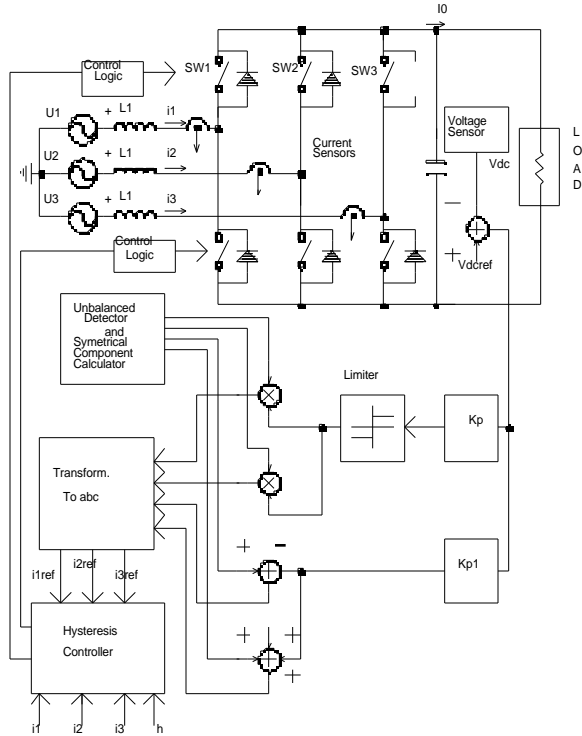 I0
Control
Logic
SW1
SW2
SW3
U1
+
L1
i1
Voltage
Sensor
L
O
A
D
Current
Sensors
U2
+
L1
i2
Vdc
U3
+
L1
i3
−
+
Vdcref
Control
Logic
Unbalanced
Detector
and
Symetrical
Component
Calculator
Limiter
Kp
Transform.
To abc
+
−
Kp1
i1ref
i2ref
i3ref
Hysteresis
Controller
+
+
+
i1
i2
i3
h